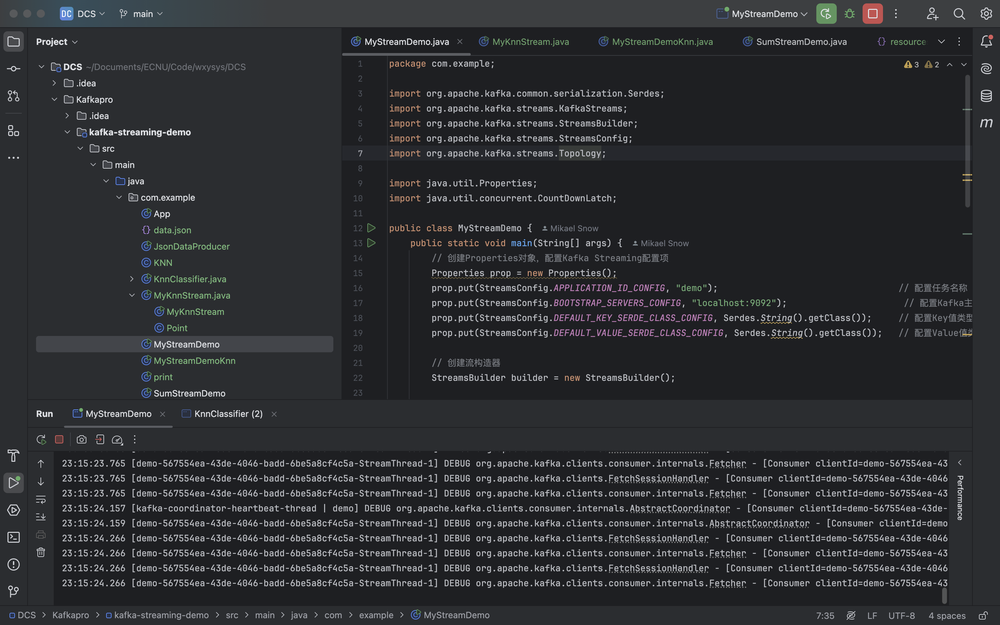 DC DCS main MyStreamDemo
Project
DCS ~/Documents/ECNU/Code/wxysys/DCS
.idea
Kafkapro
.idea
kafka-streaming-demo
src
main
java
com.example
App
data.json
JsonDataProducer
KNN
KnnClassifier.java
MyKnnStream.java
MyKnnStream
Point
MyStreamDemo
MyStreamDemoKnn
print
SumStreamDemo
MyStreamDemo.java MyKnnStream.java MyStreamDemoKnn.java SumStreamDemo.java resource
3 2
1 package com.example;
2
3 import org.apache.kafka.common.serialization.Serdes;
4 import org.apache.kafka.streams.KafkaStreams;
5 import org.apache.kafka.streams.StreamsBuilder;
6 import org.apache.kafka.streams.StreamsConfig;
7 import org.apache.kafka.streams.Topology;
8
9 import java.util.Properties;
10 import java.util.concurrent.CountDownLatch;
11
12 public class MyStreamDemo { Mikael Snow
13 public static void main(String[] args) { Mikael Snow
14 // 创建Properties对象，配置Kafka Streaming配置项
15 Properties prop = new Properties();
16 prop.put(StreamsConfig.APPLICATION_ID_CONFIG, "demo"); // 配置任务名称
17 prop.put(StreamsConfig.BOOTSTRAP_SERVERS_CONFIG, "localhost:9092"); // 配置Kafka主
18 prop.put(StreamsConfig.DEFAULT_KEY_SERDE_CLASS_CONFIG, Serdes.String().getClass()); // 配置Key值类型
19 prop.put(StreamsConfig.DEFAULT_VALUE_SERDE_CLASS_CONFIG, Serdes.String().getClass()); // 配置Value值类
20
21 // 创建流构造器
22 StreamsBuilder builder = new StreamsBuilder();
23
m
Run MyStreamDemo KnnClassifier (2)
23:15:23.765 [demo-567554ea-43de-4046-badd-6be5a8cf4c5a-StreamThread-1] DEBUG org.apache.kafka.clients.consumer.internals.Fetcher - [Consumer clientId=demo-567554ea-43
23:15:23.765 [demo-567554ea-43de-4046-badd-6be5a8cf4c5a-StreamThread-1] DEBUG org.apache.kafka.clients.FetchSessionHandler - [Consumer clientId=demo-567554ea-43de-4046
23:15:23.765 [demo-567554ea-43de-4046-badd-6be5a8cf4c5a-StreamThread-1] DEBUG org.apache.kafka.clients.consumer.internals.Fetcher - [Consumer clientId=demo-567554ea-43
23:15:24.157 [kafka-coordinator-heartbeat-thread | demo] DEBUG org.apache.kafka.clients.consumer.internals.AbstractCoordinator - [Consumer clientId=demo-567554ea-43de-
23:15:24.159 [demo-567554ea-43de-4046-badd-6be5a8cf4c5a-StreamThread-1] DEBUG org.apache.kafka.clients.consumer.internals.AbstractCoordinator - [Consumer clientId=demo
23:15:24.266 [demo-567554ea-43de-4046-badd-6be5a8cf4c5a-StreamThread-1] DEBUG org.apache.kafka.clients.FetchSessionHandler - [Consumer clientId=demo-567554ea-43de-4046
23:15:24.266 [demo-567554ea-43de-4046-badd-6be5a8cf4c5a-StreamThread-1] DEBUG org.apache.kafka.clients.consumer.internals.Fetcher - [Consumer clientId=demo-567554ea-43
23:15:24.266 [demo-567554ea-43de-4046-badd-6be5a8cf4c5a-StreamThread-1] DEBUG org.apache.kafka.clients.FetchSessionHandler - [Consumer clientId=demo-567554ea-43de-4046
23:15:24.266 [demo-567554ea-43de-4046-badd-6be5a8cf4c5a-StreamThread-1] DEBUG org.apache.kafka.clients.consumer.internals.Fetcher - [Consumer clientId=demo-567554ea-43
Performance
DCS > Kafkapro > kafka-streaming-demo > src > main > java > com > example > MyStreamDemo 7:35 LF UTF-8 4 spaces